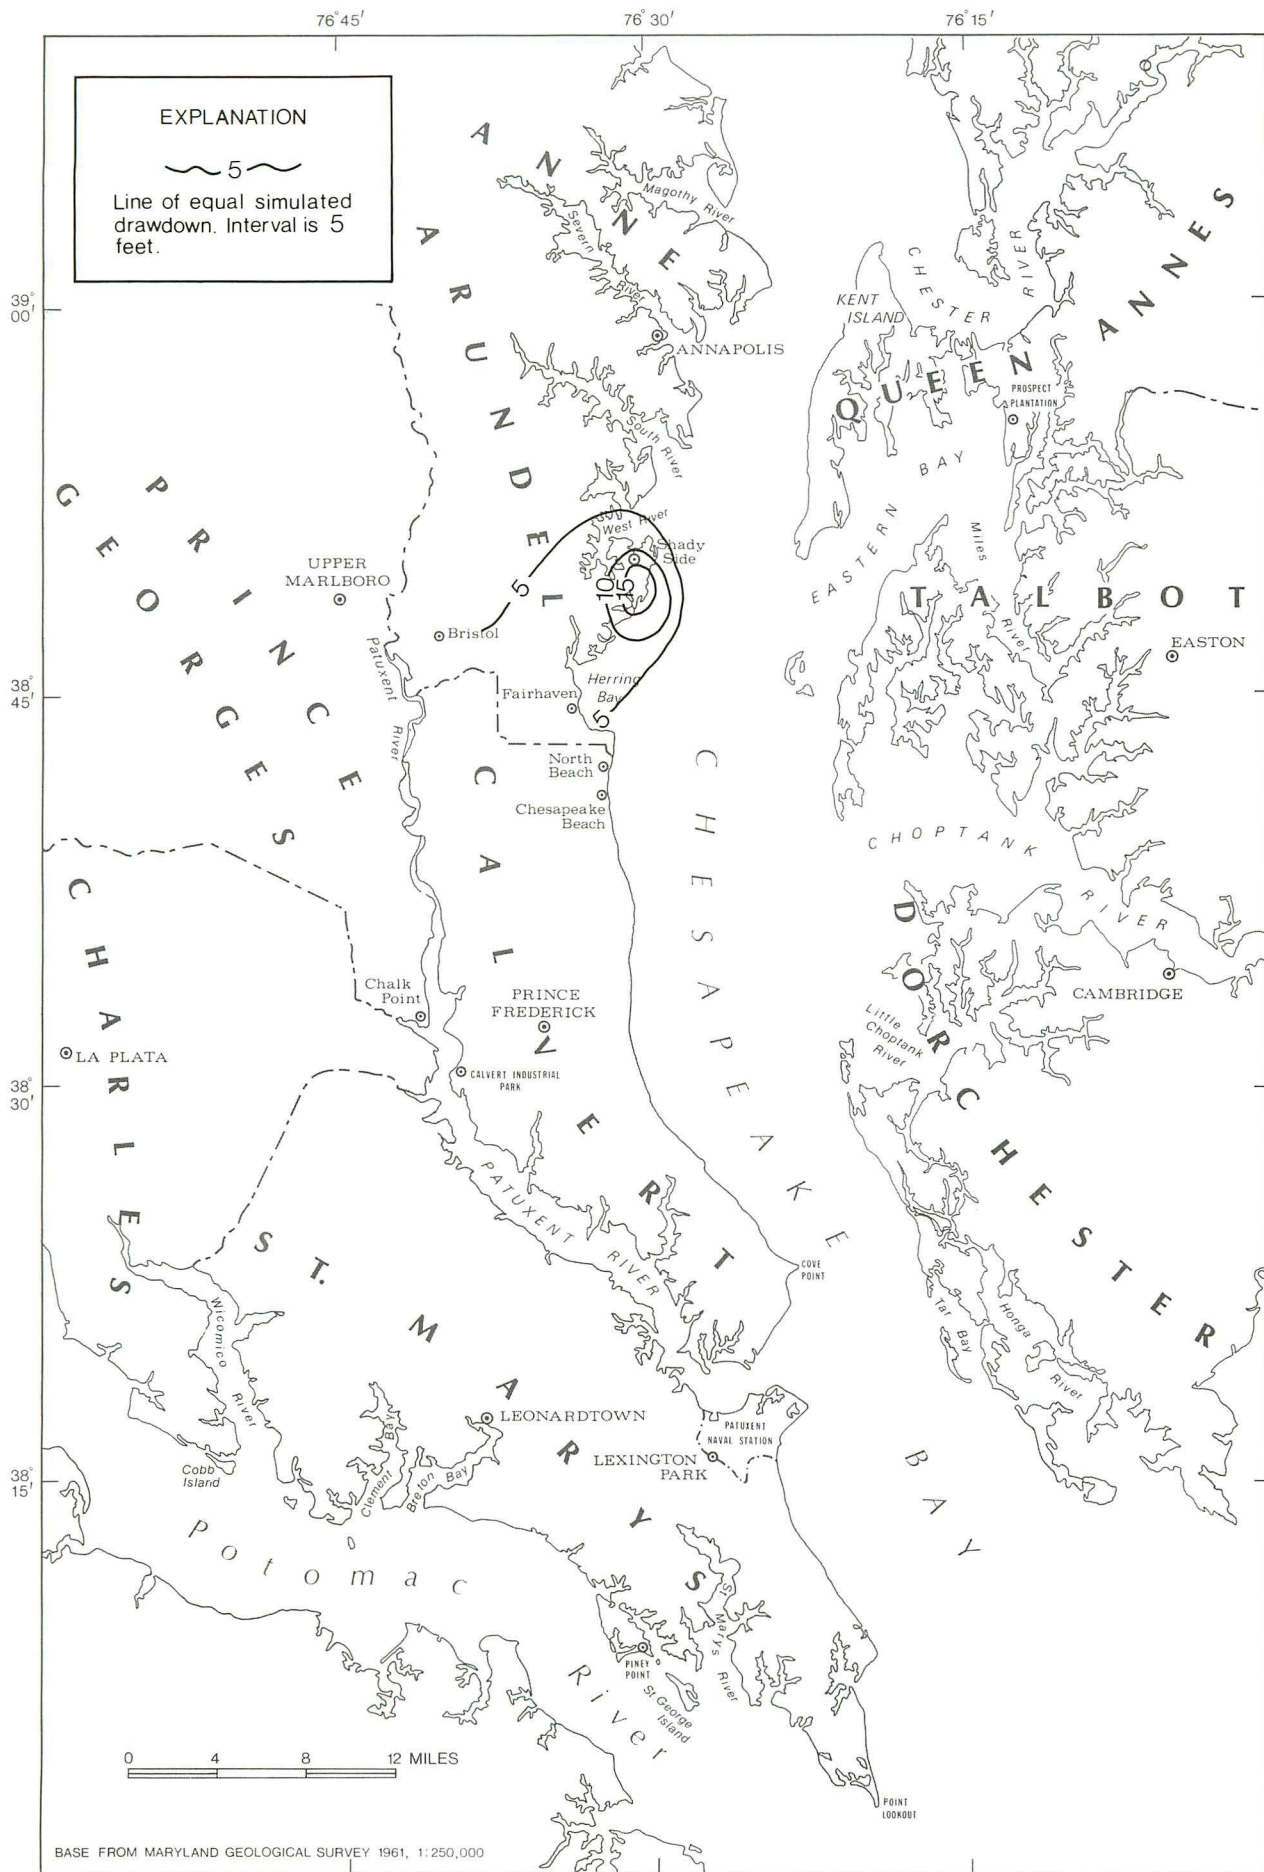 76°45'
76°30'
76°15'
EXPLANATION
5
Line of equal simulated
drawdown. Interval is 5
feet.
ANNE
ARUNDEL
Magothy River
Severn
River
39°
00'
ANNAPOLIS
KENT
ISLAND
CHESTER
RIVER
QUEEN ANNES
PROSPECT
PLANTATION
South River
EASTERN BAY
PRINCE
GEORGES
West River
Shady
Side
Miles
River
UPPER
MARLBORO
5
10
15
TALBOT
Bristol
EASTON
Patuxent
River
38°
45'
Herring
Bay
Fairhaven
5
North
Beach
Chesapeake
Beach
CHESAPEAKE
BAY
CHOPTANK
RIVER
CALVERT
CHARLES
DORCHESTER
Chalk
Point
PRINCE
FREDERICK
CAMBRIDGE
Little
Choptank
River
LA PLATA
CALVERT INDUSTRIAL
PARK
38°
30'
PATUXENT
RIVER
ST. MARYS
COVE
POINT
Wicomico
River
Tar
Bay
Honga
River
LEONARDTOWN
PATUXENT
NAVAL STATION
LEXINGTON
PARK
Clement
Bay
Breton Bay
Cobb
Island
38°
15'
Potomac
River
St Marys
River
PINEY
POINT
St George
Island
0 4 8 12 MILES
POINT
LOOKOUT
BASE FROM MARYLAND GEOLOGICAL SURVEY 1961, 1:250,000